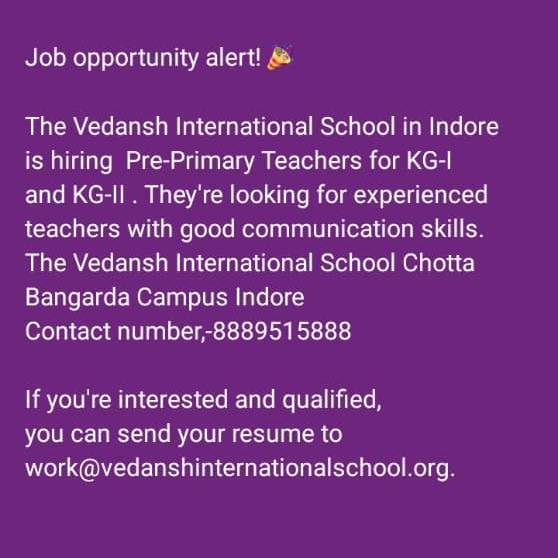 Job opportunity alert! 🎉
The Vedansh International School in Indore
is hiring  Pre-Primary Teachers for KG-I
and KG-II . They're looking for experienced
teachers with good communication skills.
The Vedansh International School Chotta
Bangarda Campus Indore
Contact number,-8889515888
If you're interested and qualified,
you can send your resume to
work@vedanshinternationalschool.org.